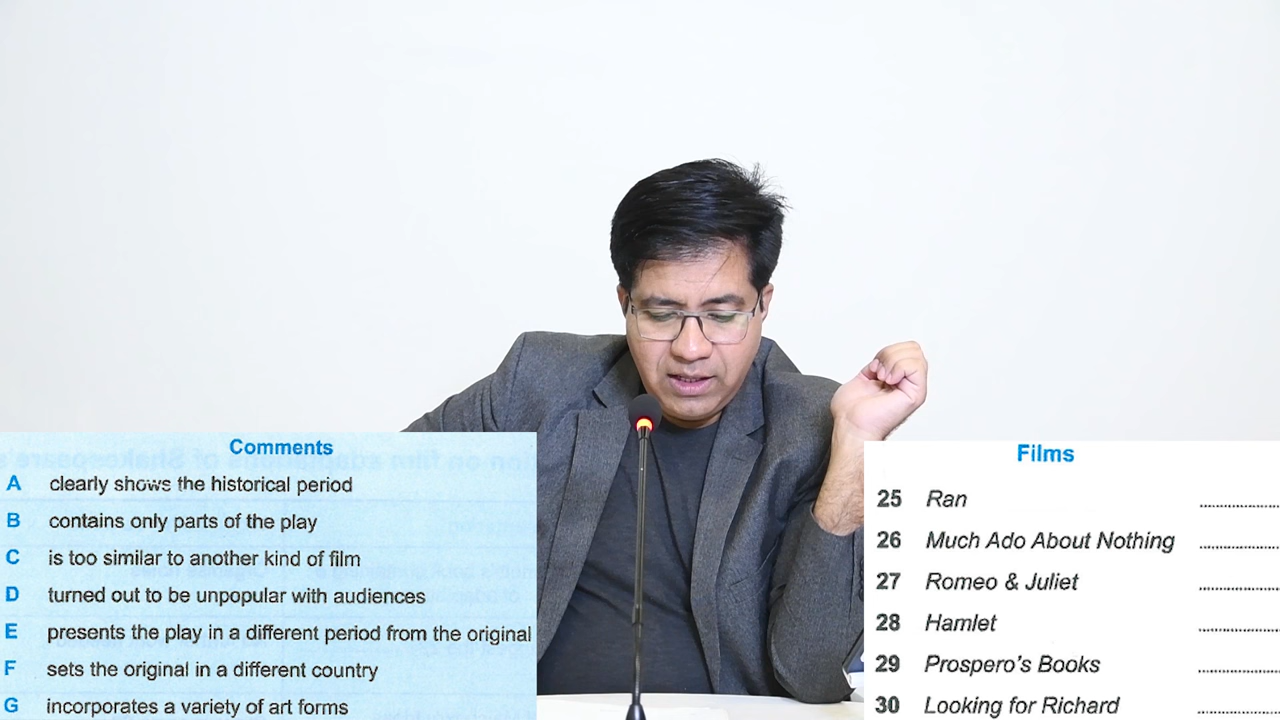 Comments
A clearly shows the historical period
B contains only parts of the play
C is too similar to another kind of film
D turned out to be unpopular with audiences
E presents the play in a different period from the original
F sets the original in a different country
G incorporates a variety of art forms
Films
25 Ran ..............
26 Much Ado About Nothing ..............
27 Romeo & Juliet ..............
28 Hamlet ..............
29 Prospero's Books ..............
30 Looking for Richard ..............